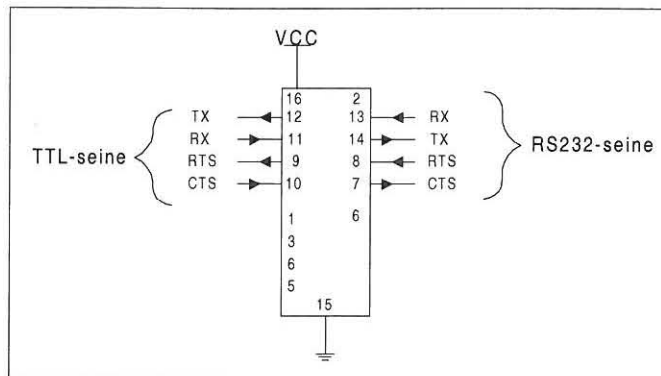 VCC
16 2
TX 12 13 RX
RX 11 14 TX
RTS 9 8 RTS
TTL-seine RS232-seine
CTS 10 7 CTS
1 6
3
6
5
15